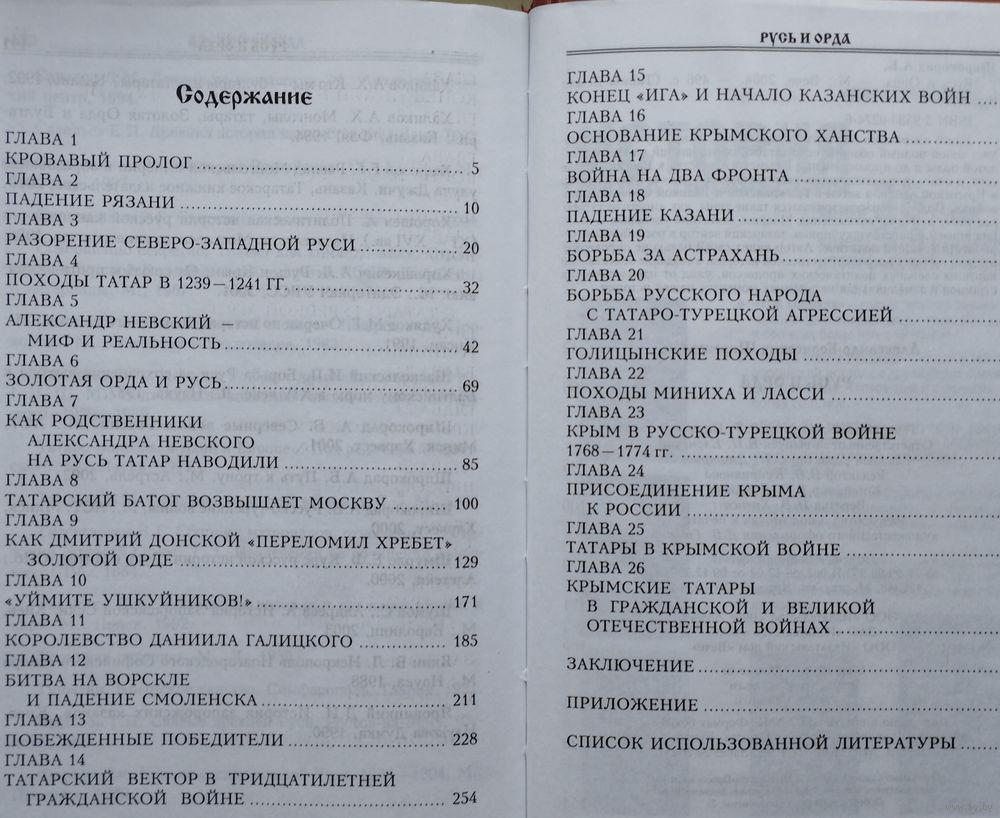 Содержание
ГЛАВА 1
КРОВАВЫЙ ПРОЛОГ 5
ГЛАВА 2
ПАДЕНИЕ РЯЗАНИ 10
ГЛАВА 3
РАЗОРЕНИЕ СЕВЕРО-ЗАПАДНОЙ РУСИ 20
ГЛАВА 4
ПОХОДЫ ТАТАР В 1239—1241 ГГ. 32
ГЛАВА 5
АЛЕКСАНДР НЕВСКИЙ —
МИФ И РЕАЛЬНОСТЬ 42
ГЛАВА 6
ЗОЛОТАЯ ОРДА И РУСЬ 69
ГЛАВА 7
КАК РОДСТВЕННИКИ
АЛЕКСАНДРА НЕВСКОГО
НА РУСЬ ТАТАР НАВОДИЛИ 85
ГЛАВА 8
ТАТАРСКИЙ БАТОГ ВОЗВЫШАЕТ МОСКВУ 100
ГЛАВА 9
КАК ДМИТРИЙ ДОНСКОЙ «ПЕРЕЛОМИЛ ХРЕБЕТ»
ЗОЛОТОЙ ОРДЕ 129
ГЛАВА 10
«УЙМИТЕ УШКУЙНИКОВ!» 171
ГЛАВА 11
КОРОЛЕВСТВО ДАНИИЛА ГАЛИЦКОГО 185
ГЛАВА 12
БИТВА НА ВОРСКЛЕ
И ПАДЕНИЕ СМОЛЕНСКА 211
ГЛАВА 13
ПОБЕЖДЕННЫЕ ПОБЕДИТЕЛИ 228
ГЛАВА 14
ТАТАРСКИЙ ВЕКТОР В ТРИДЦАТИЛЕТНЕЙ
ГРАЖДАНСКОЙ ВОЙНЕ 254
РУСЬ И ОРДА
ГЛАВА 15
КОНЕЦ «ИГА» И НАЧАЛО КАЗАНСКИХ ВОЙН
ГЛАВА 16
ОСНОВАНИЕ КРЫМСКОГО ХАНСТВА
ГЛАВА 17
ВОЙНА НА ДВА ФРОНТА
ГЛАВА 18
ПАДЕНИЕ КАЗАНИ
ГЛАВА 19
БОРЬБА ЗА АСТРАХАНЬ
ГЛАВА 20
БОРЬБА РУССКОГО НАРОДА
С ТАТАРО-ТУРЕЦКОЙ АГРЕССИЕЙ
ГЛАВА 21
ГОЛИЦЫНСКИЕ ПОХОДЫ
ГЛАВА 22
ПОХОДЫ МИНИХА И ЛАССИ
ГЛАВА 23
КРЫМ В РУССКО-ТУРЕЦКОЙ ВОЙНЕ
1768—1774 гг.
ГЛАВА 24
ПРИСОЕДИНЕНИЕ КРЫМА
К РОССИИ
ГЛАВА 25
ТАТАРЫ В КРЫМСКОЙ ВОЙНЕ
ГЛАВА 26
КРЫМСКИЕ ТАТАРЫ
В ГРАЖДАНСКОЙ И ВЕЛИКОЙ
ОТЕЧЕСТВЕННОЙ ВОЙНАХ
ЗАКЛЮЧЕНИЕ
ПРИЛОЖЕНИЕ
СПИСОК ИСПОЛЬЗОВАННОЙ ЛИТЕРАТУРЫ